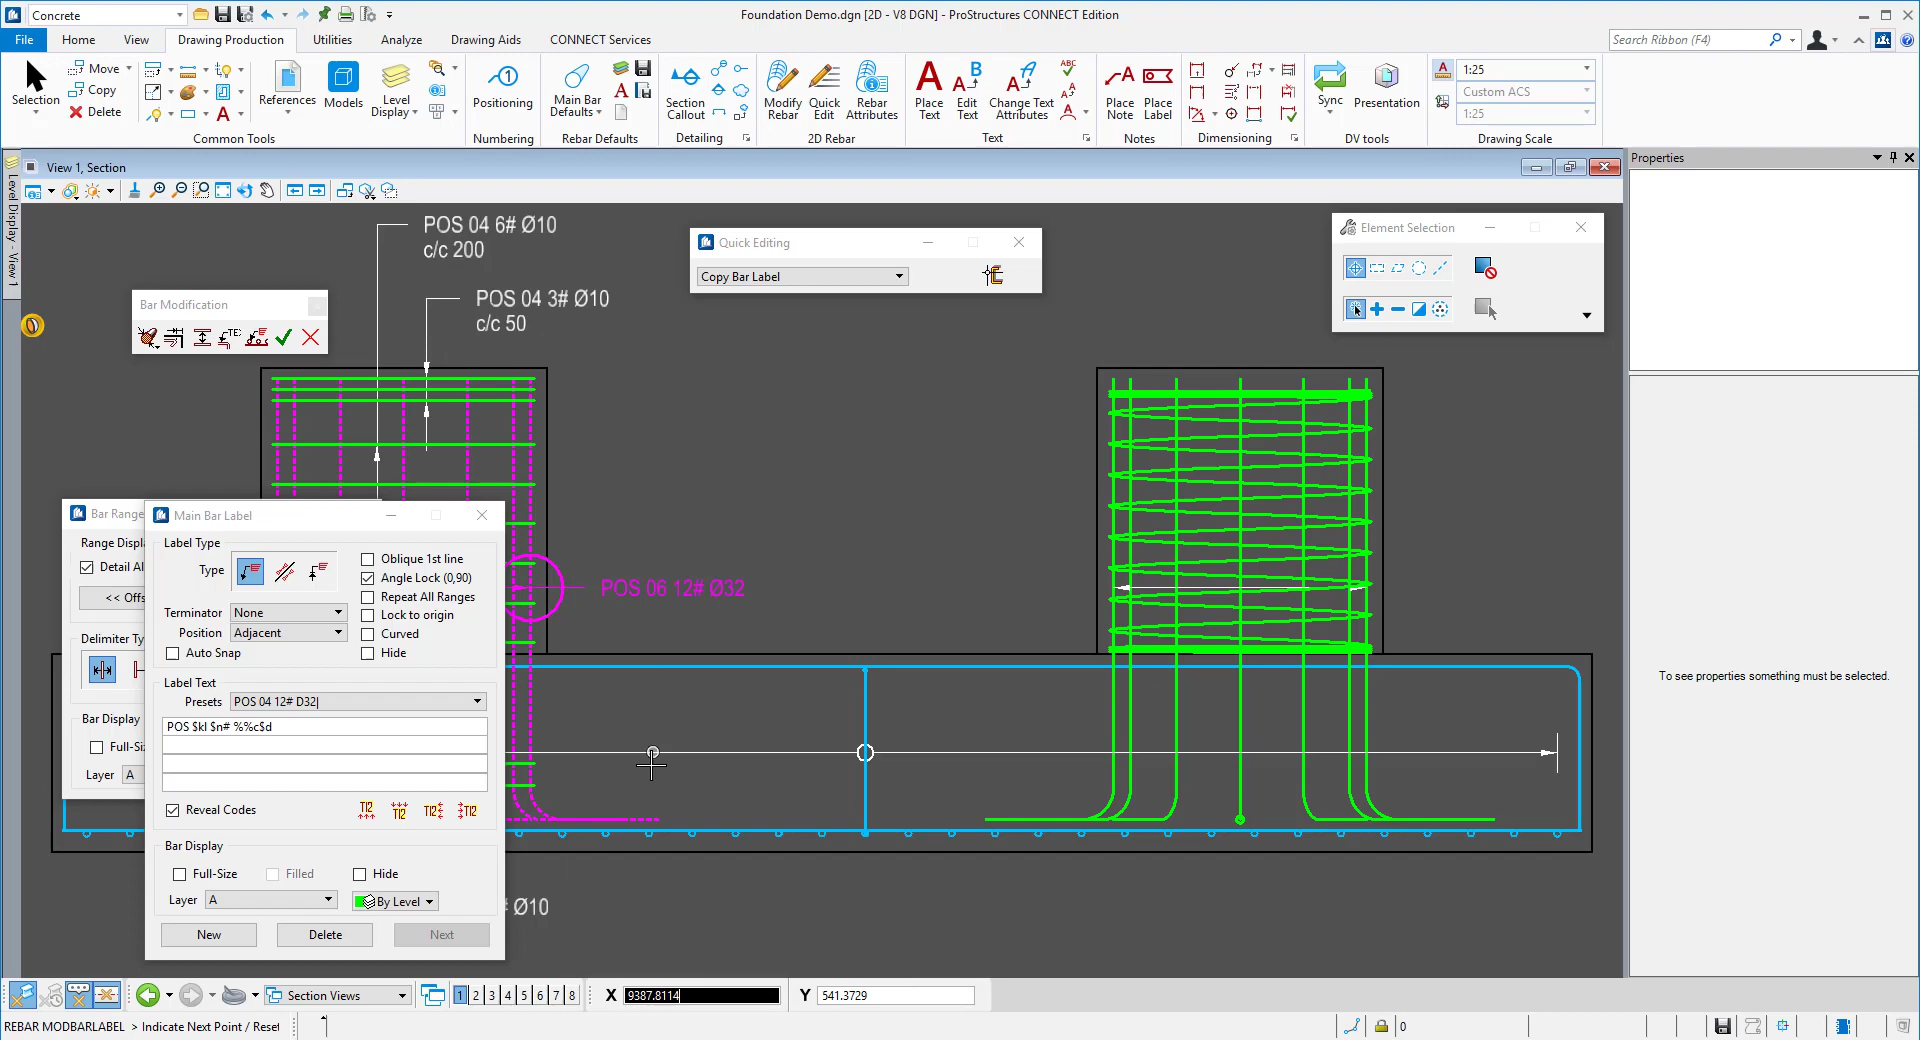 Concrete
Foundation Demo.dgn [2D - V8 DGN] - ProStructures CONNECT Edition
File
Home
View
Drawing Production
Utilities
Analyze
Drawing Aids
CONNECT Services
Search Ribbon (F4)
Selection
Move
Copy
Delete
Common Tools
References
Models
Level Display
Positioning
Numbering
Main Bar Defaults
Rebar Defaults
Section Callout
Detailing
Modify Rebar
Quick Edit
Rebar Attributes
2D Rebar
Place Text
Edit Text
Change Text Attributes
Text
Place Note
Place Label
Notes
Dimensioning
Sync
Presentation
DV tools
1:25
Custom ACS
1:25
Drawing Scale
View 1, Section
Level Display - View 1
Properties
To see properties something must be selected.
POS 04 6# Ø10
c/c 200
POS 04 3# Ø10
c/c 50
POS 06 12# Ø32
# Ø10
Quick Editing
Copy Bar Label
Element Selection
Bar Modification
Bar Range
Range Displ
Detail Al
<< Offs
Delimiter Ty
Bar Display
Full-Si
Layer A
Main Bar Label
Label Type
Type
Oblique 1st line
Angle Lock (0,90)
Repeat All Ranges
Lock to origin
Curved
Hide
Terminator None
Position Adjacent
Auto Snap
Label Text
Presets POS 04 12# D32
POS $kl $n# %%c$d
Reveal Codes
Bar Display
Full-Size
Filled
Hide
Layer A
By Level
New
Delete
Next
Section Views
1 2 3 4 5 6 7 8
X 9387.8114
Y 541.3729
REBAR MODBARLABEL > Indicate Next Point / Reset
0